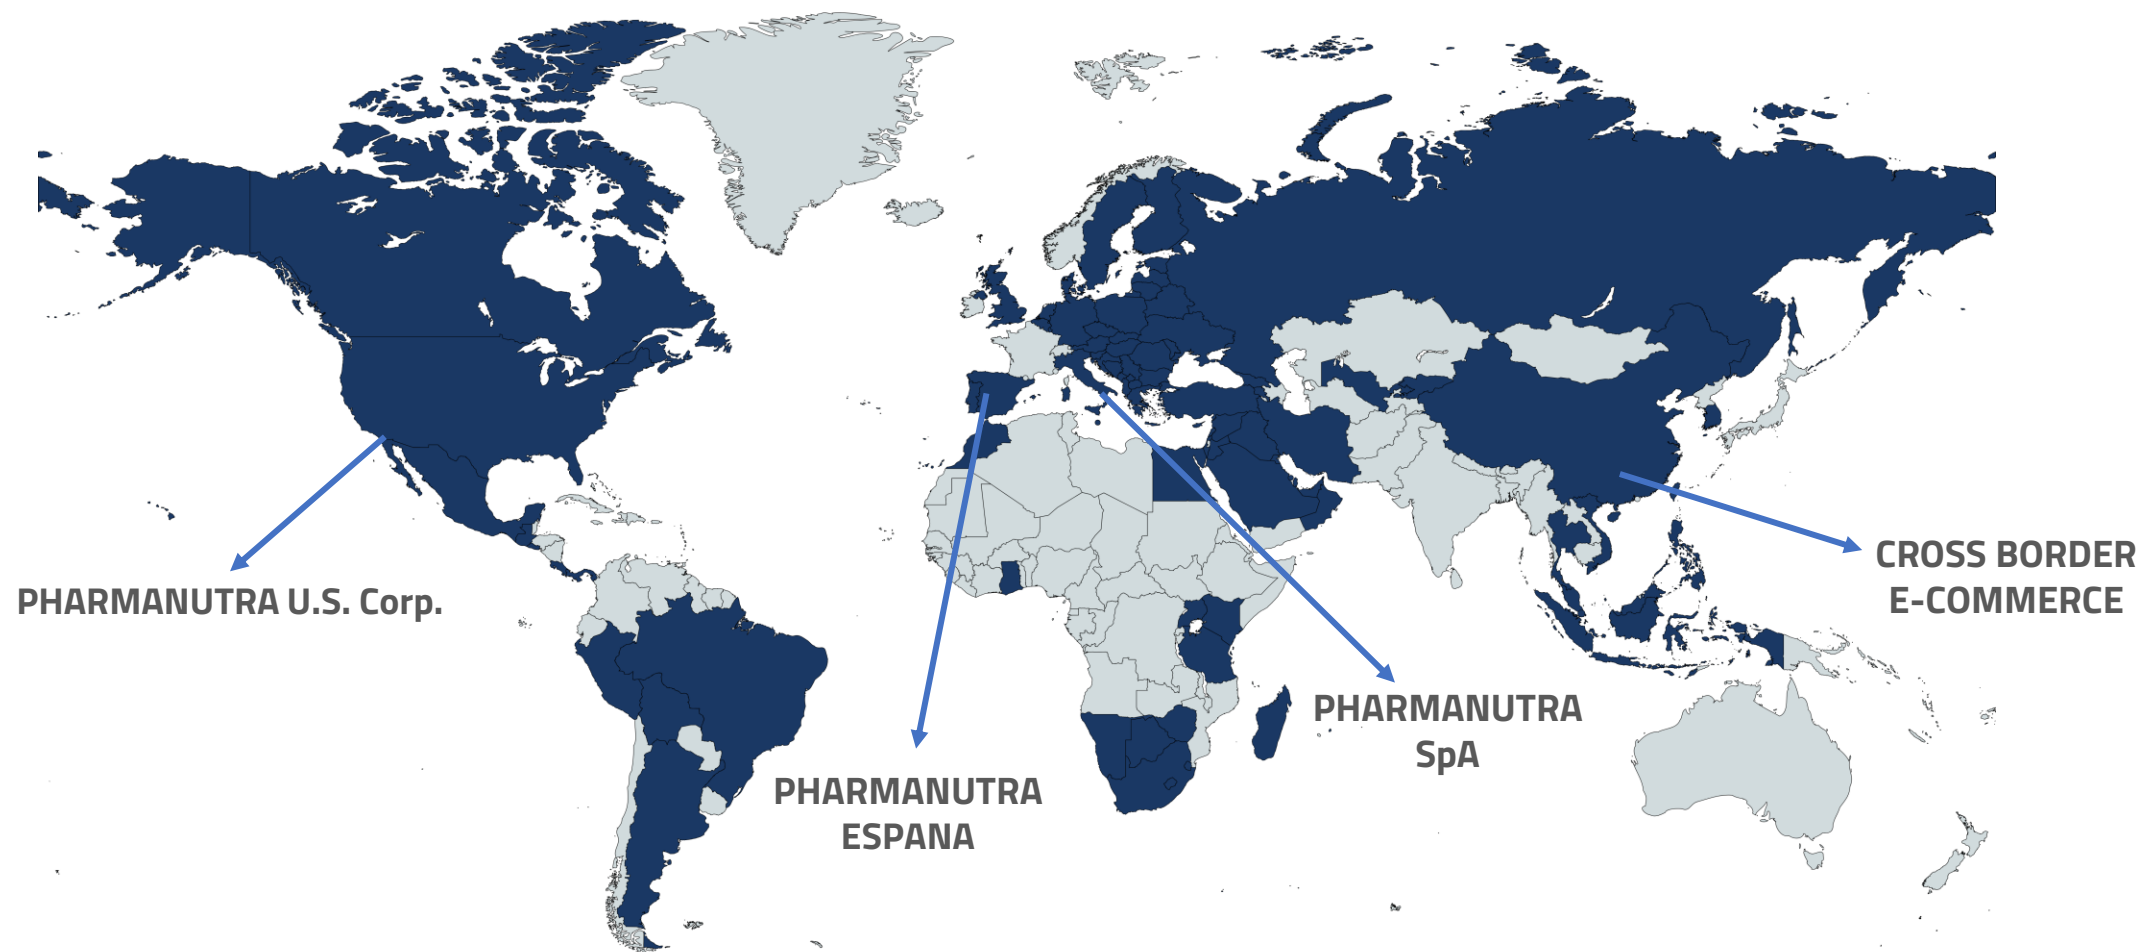 CROSS BORDER
E-COMMERCE
PHARMANUTRA U.S. Corp.
PHARMANUTRA
SpA
PHARMANUTRA
ESPANA